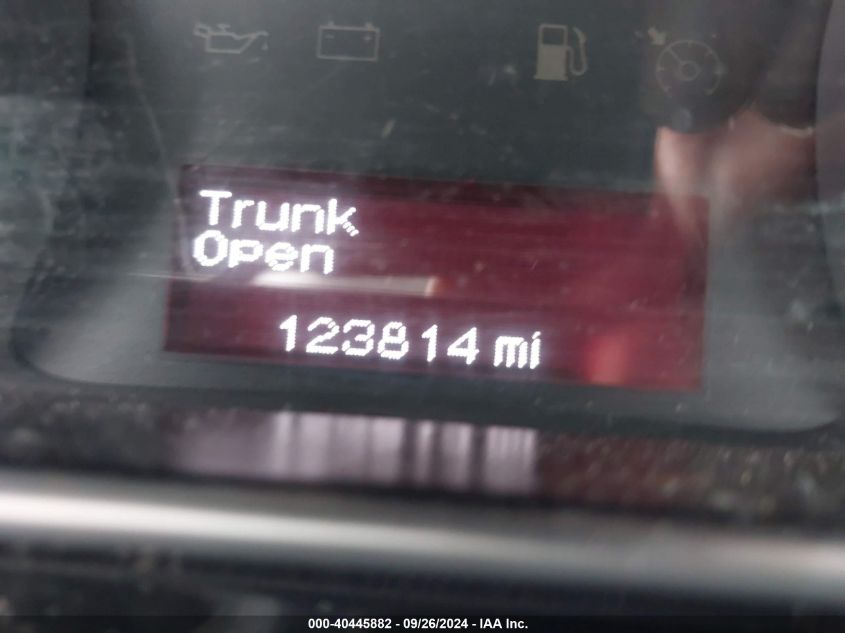 Trunk
Open
123814 mi
000-40445882 - 09/26/2024 - IAA Inc.